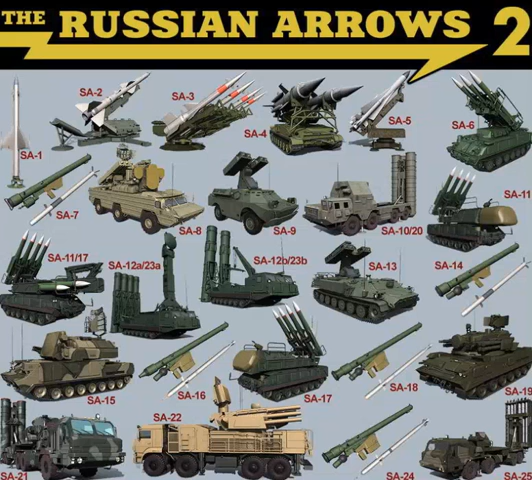 THE RUSSIAN ARROWS 2
SA-1
SA-2
SA-3
SA-4
SA-5
SA-6
SA-7
SA-8
SA-9
SA-10/20
SA-11
SA-11/17
SA-12a/23a
SA-12b/23b
SA-13
SA-14
SA-15
SA-16
SA-17
SA-18
SA-19
SA-21
SA-22
SA-24
SA-25